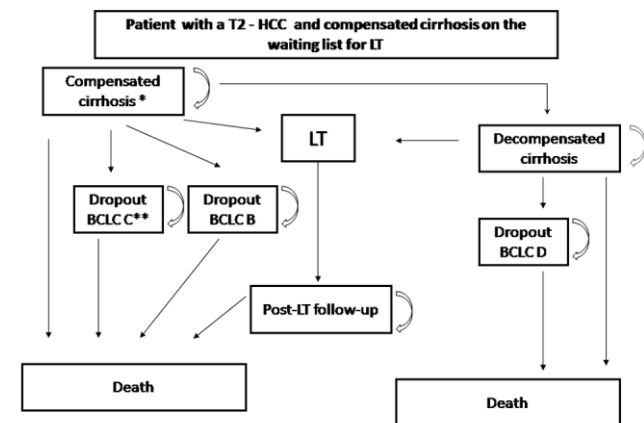 Patient with a T2 - HCC and compensated cirrhosis on the
waiting list for LT
Compensated
cirrhosis *
LT
Decompensated
cirrhosis
Dropout
BCLC C**
Dropout
BCLC B
Dropout
BCLC D
Post-LT follow-up
Death
Death